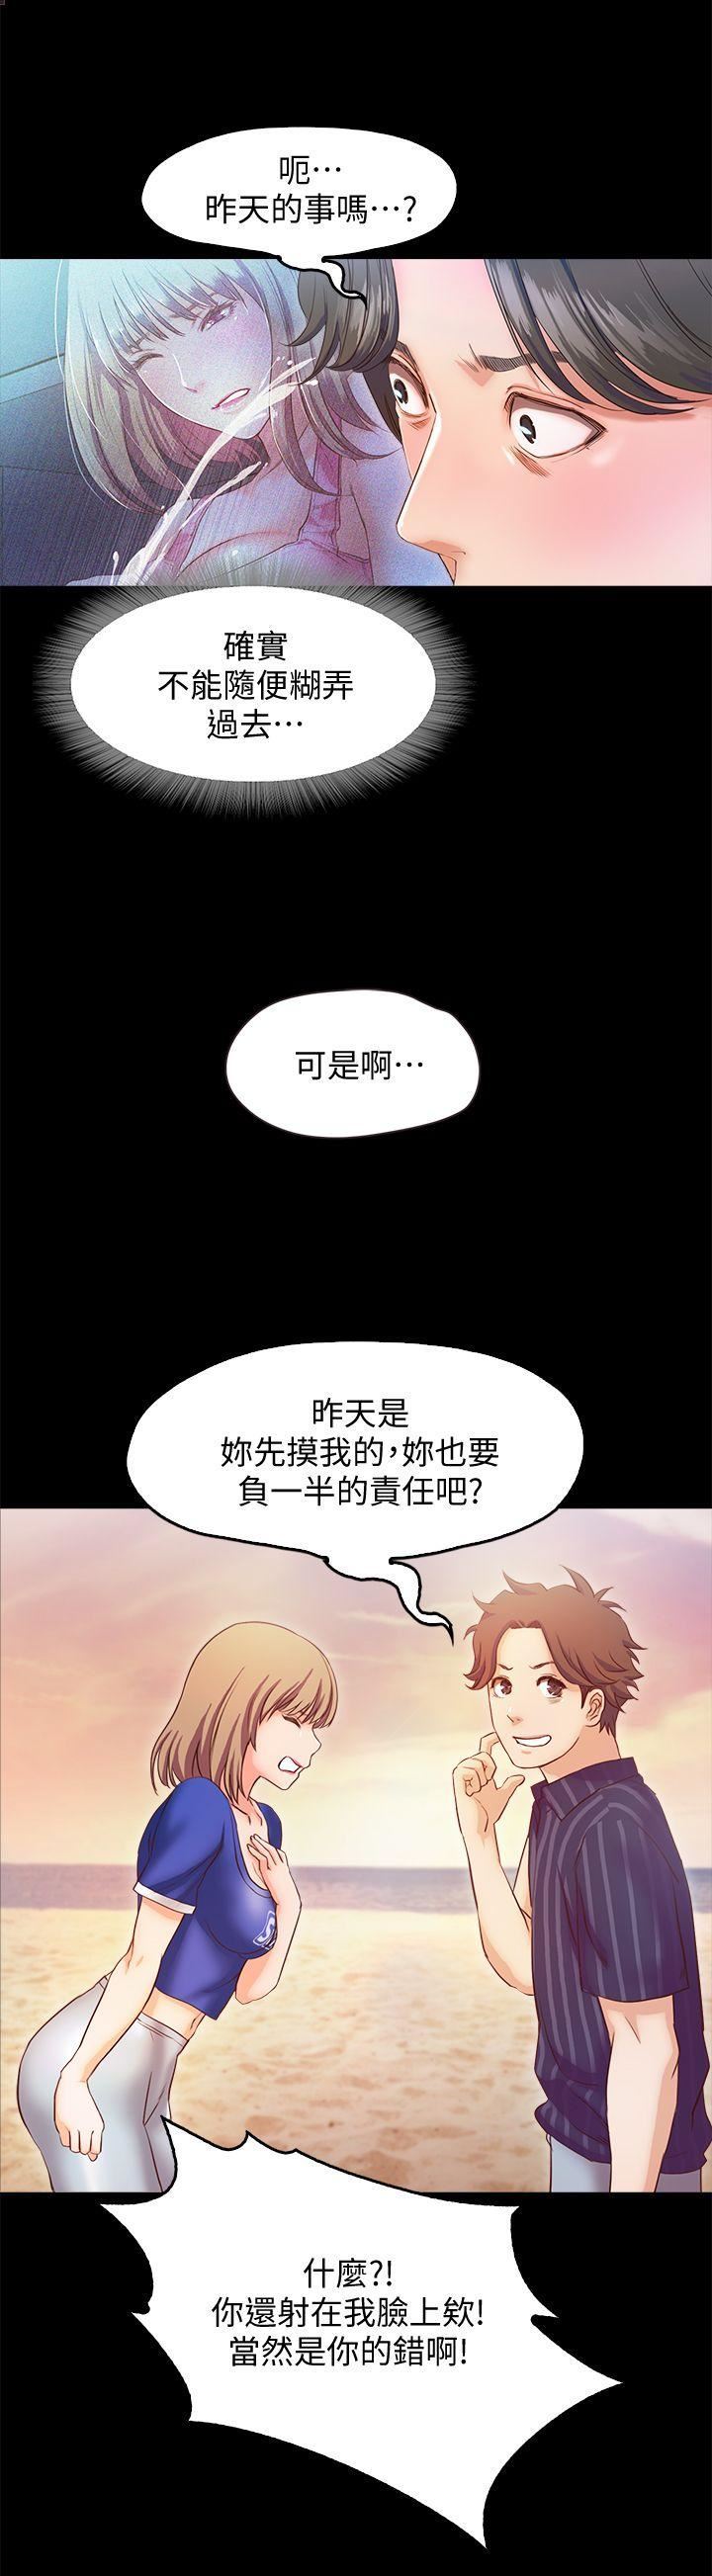 呃⋯
昨天的事嗎⋯?
確實
不能隨便糊弄
過去⋯
可是啊⋯
昨天是
妳先摸我的，妳也要
負一半的責任吧?
什麼?!
你還射在我臉上欸!
當然是你的錯啊!